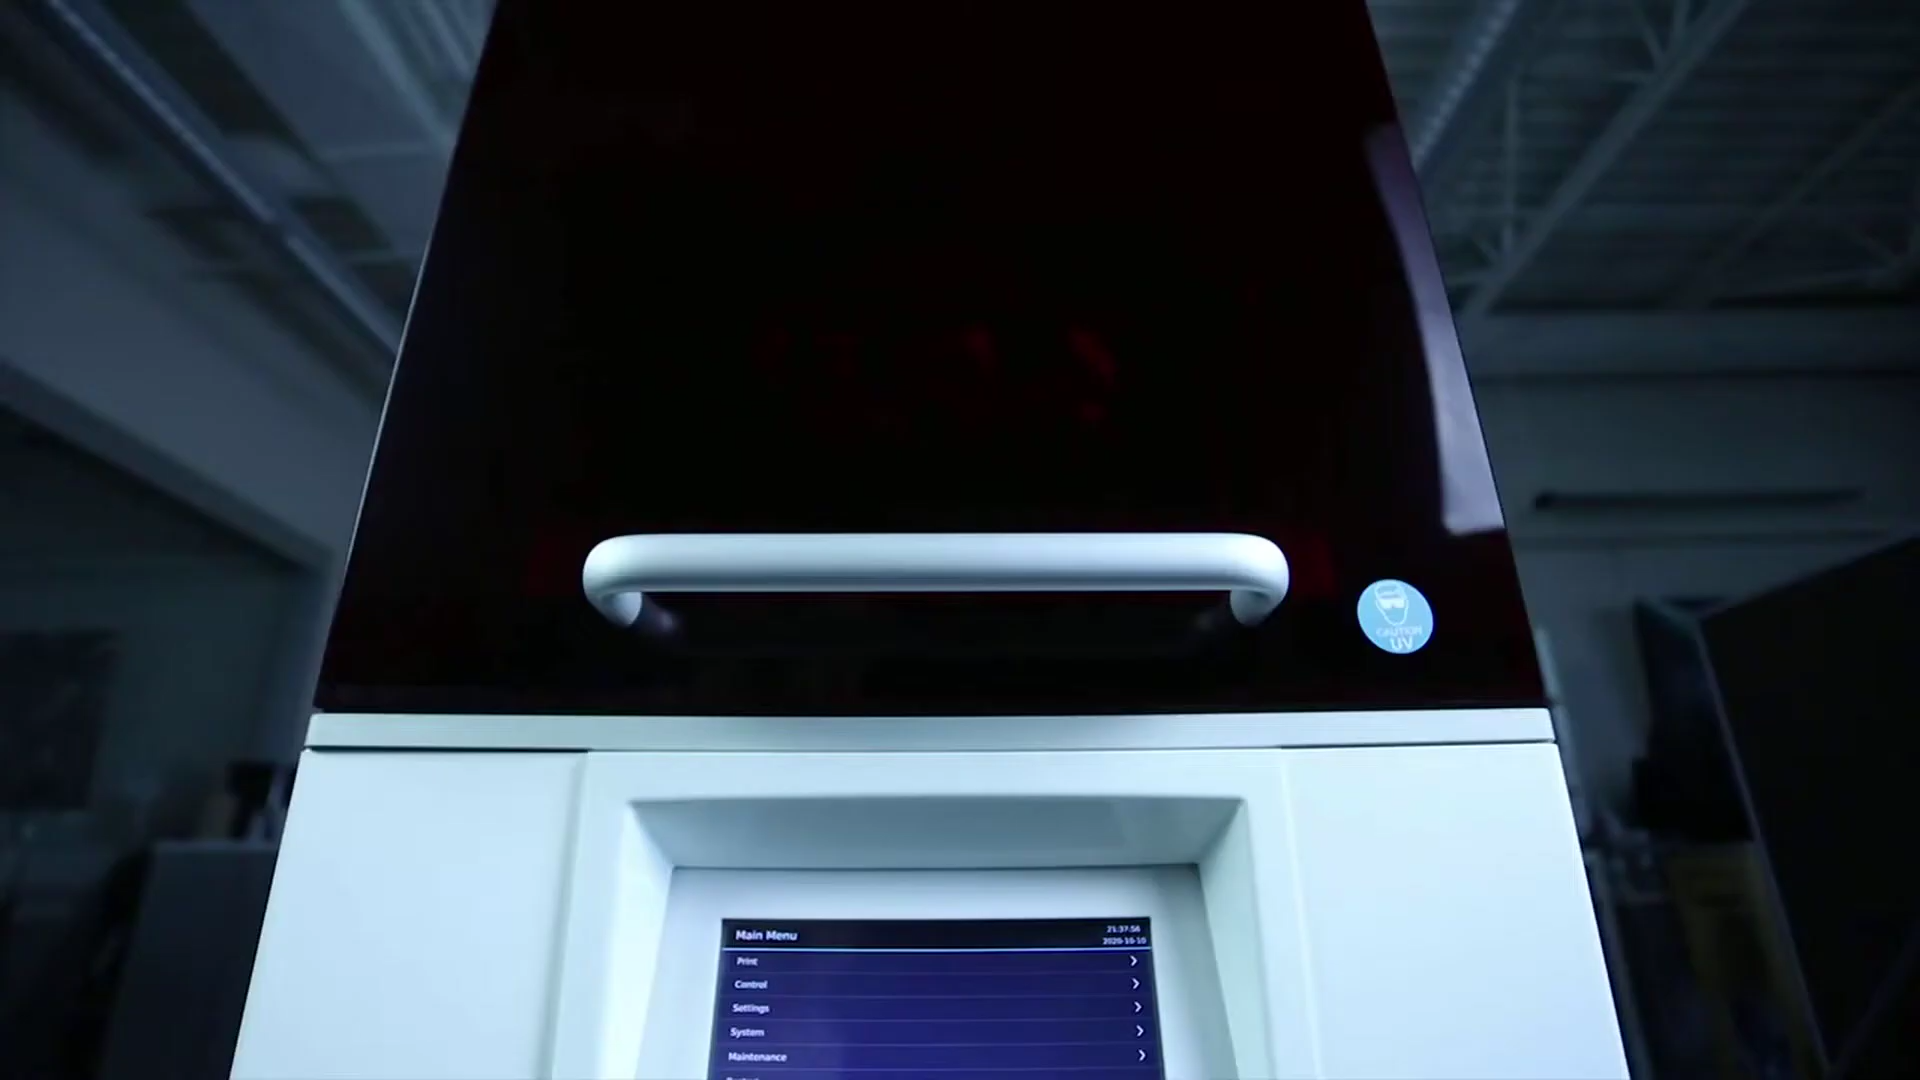 CAUTION
UV
Main Menu
21:37:56
2020-10-10
Print
Control
Settings
System
Maintenance